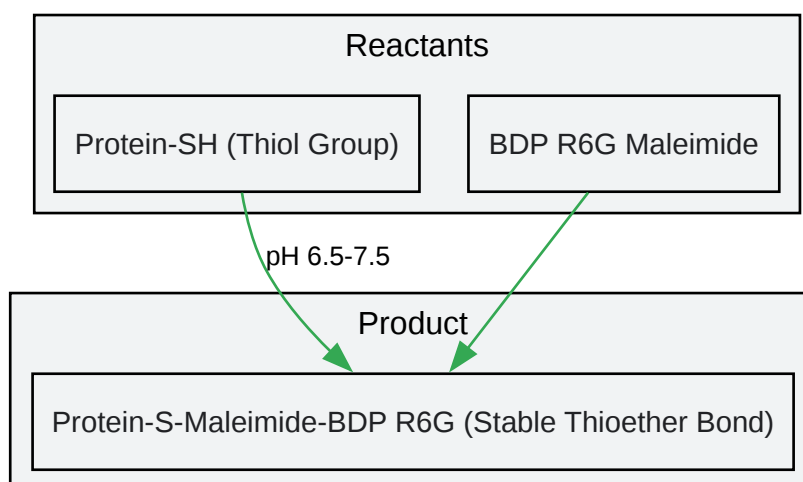 Reactants
Protein-SH (Thiol Group)
BDP R6G Maleimide
pH 6.5-7.5
Product
Protein-S-Maleimide-BDP R6G (Stable Thioether Bond)